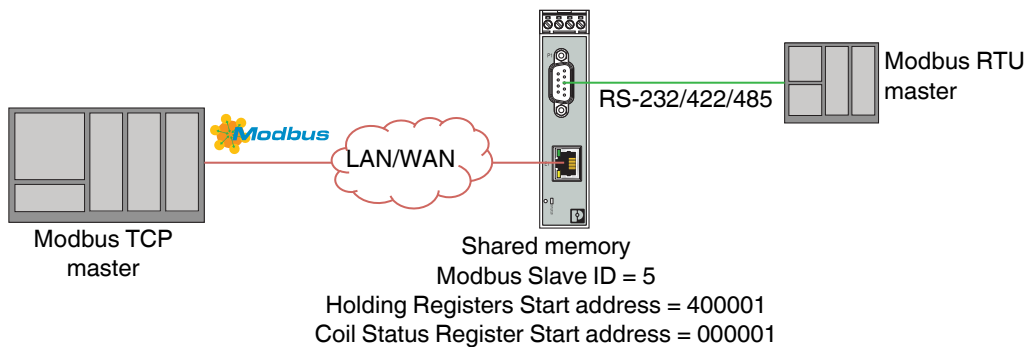 Modbus
LAN/WAN
RS-232/422/485
Modbus RTU
master
Modbus TCP
master
Shared memory
Modbus Slave ID = 5
Holding Registers Start address = 400001
Coil Status Register Start address = 000001